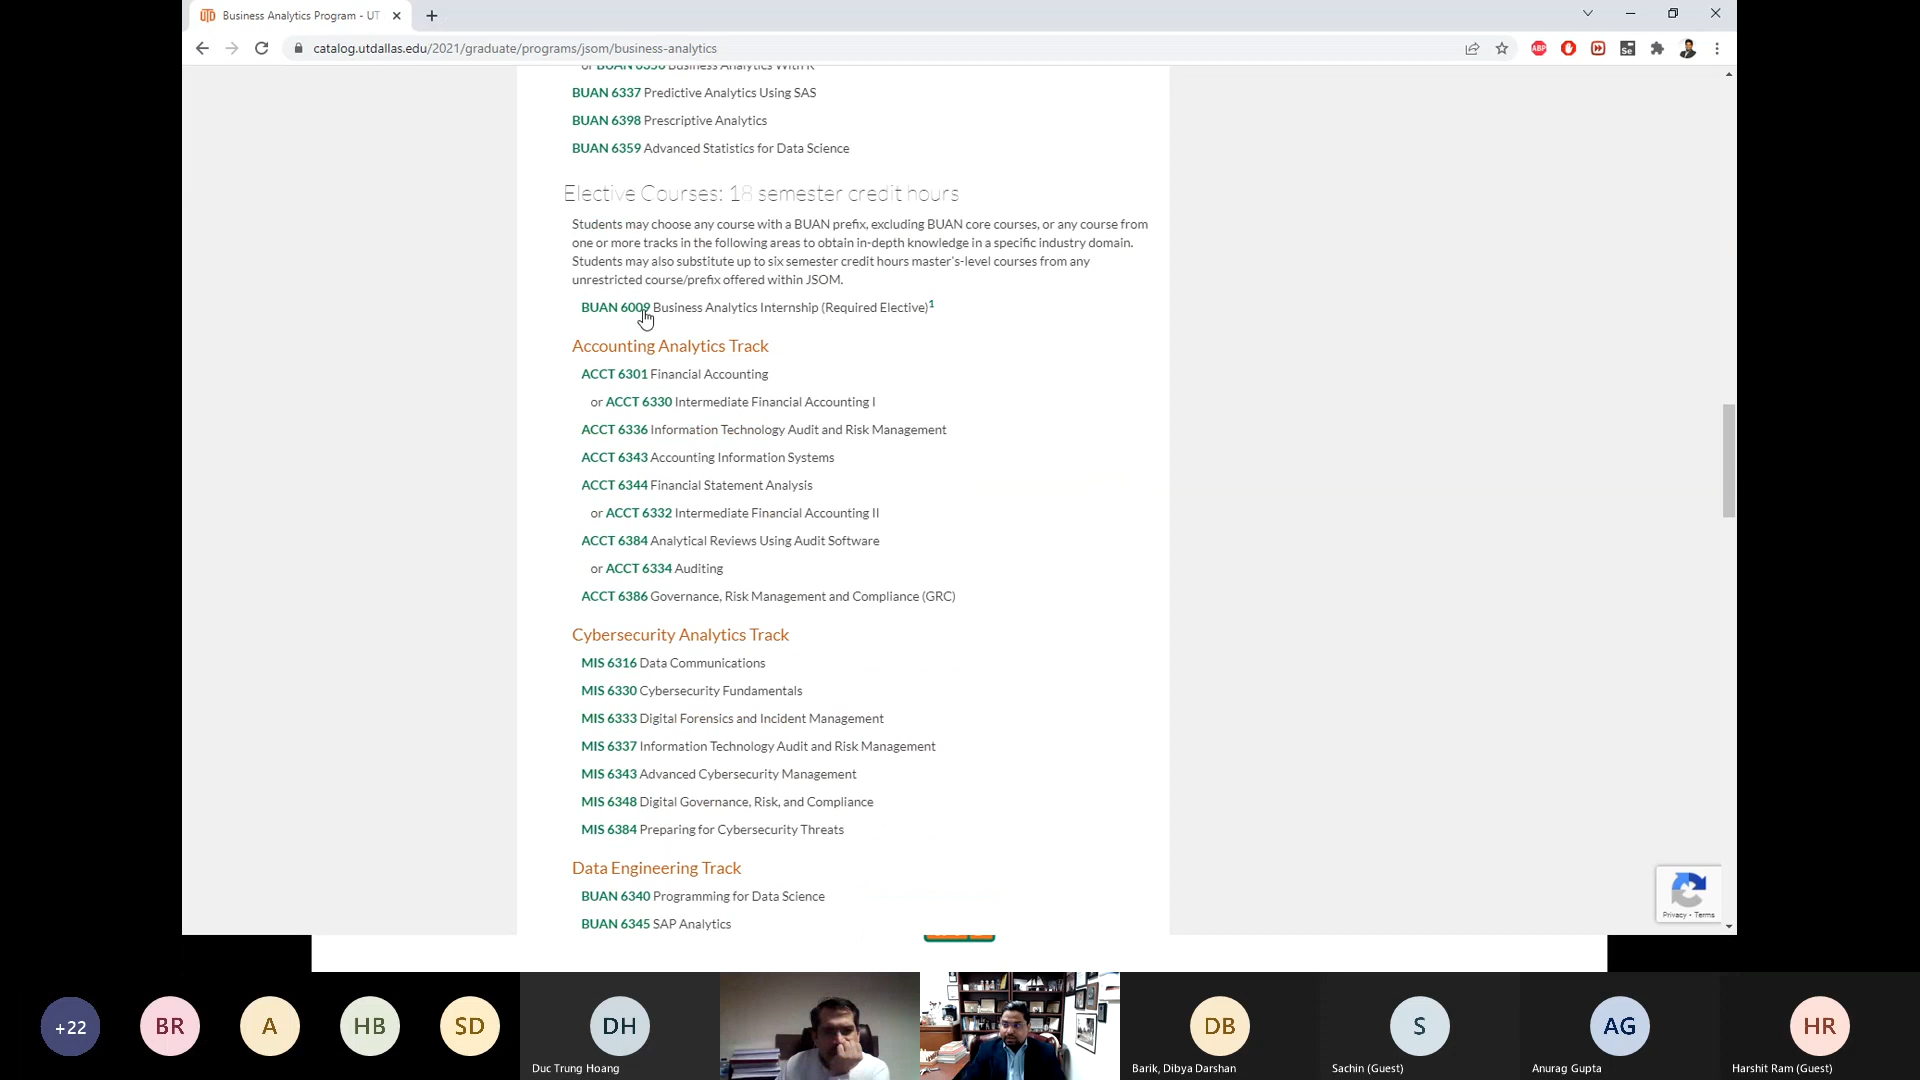 Business Analytics Program - UT
catalog.utdallas.edu/2021/graduate/programs/jsom/business-analytics
or BUAN 6356 Business Analytics With R
BUAN 6337 Predictive Analytics Using SAS
BUAN 6398 Prescriptive Analytics
BUAN 6359 Advanced Statistics for Data Science
Elective Courses: 18 semester credit hours
Students may choose any course with a BUAN prefix, excluding BUAN core courses, or any course from
one or more tracks in the following areas to obtain in-depth knowledge in a specific industry domain.
Students may also substitute up to six semester credit hours master's-level courses from any
unrestricted course/prefix offered within JSOM.
BUAN 6009 Business Analytics Internship (Required Elective)1
Accounting Analytics Track
ACCT 6301 Financial Accounting
or ACCT 6330 Intermediate Financial Accounting I
ACCT 6336 Information Technology Audit and Risk Management
ACCT 6343 Accounting Information Systems
ACCT 6344 Financial Statement Analysis
or ACCT 6332 Intermediate Financial Accounting II
ACCT 6384 Analytical Reviews Using Audit Software
or ACCT 6334 Auditing
ACCT 6386 Governance, Risk Management and Compliance (GRC)
Cybersecurity Analytics Track
MIS 6316 Data Communications
MIS 6330 Cybersecurity Fundamentals
MIS 6333 Digital Forensics and Incident Management
MIS 6337 Information Technology Audit and Risk Management
MIS 6343 Advanced Cybersecurity Management
MIS 6348 Digital Governance, Risk, and Compliance
MIS 6384 Preparing for Cybersecurity Threats
Data Engineering Track
BUAN 6340 Programming for Data Science
BUAN 6345 SAP Analytics
Privacy - Terms
ABP
Se
+22
BR
A
HB
SD
DH
DB
S
AG
HR
Duc Trung Hoang
Barik, Dibya Darshan
Sachin (Guest)
Anurag Gupta
Harshit Ram (Guest)